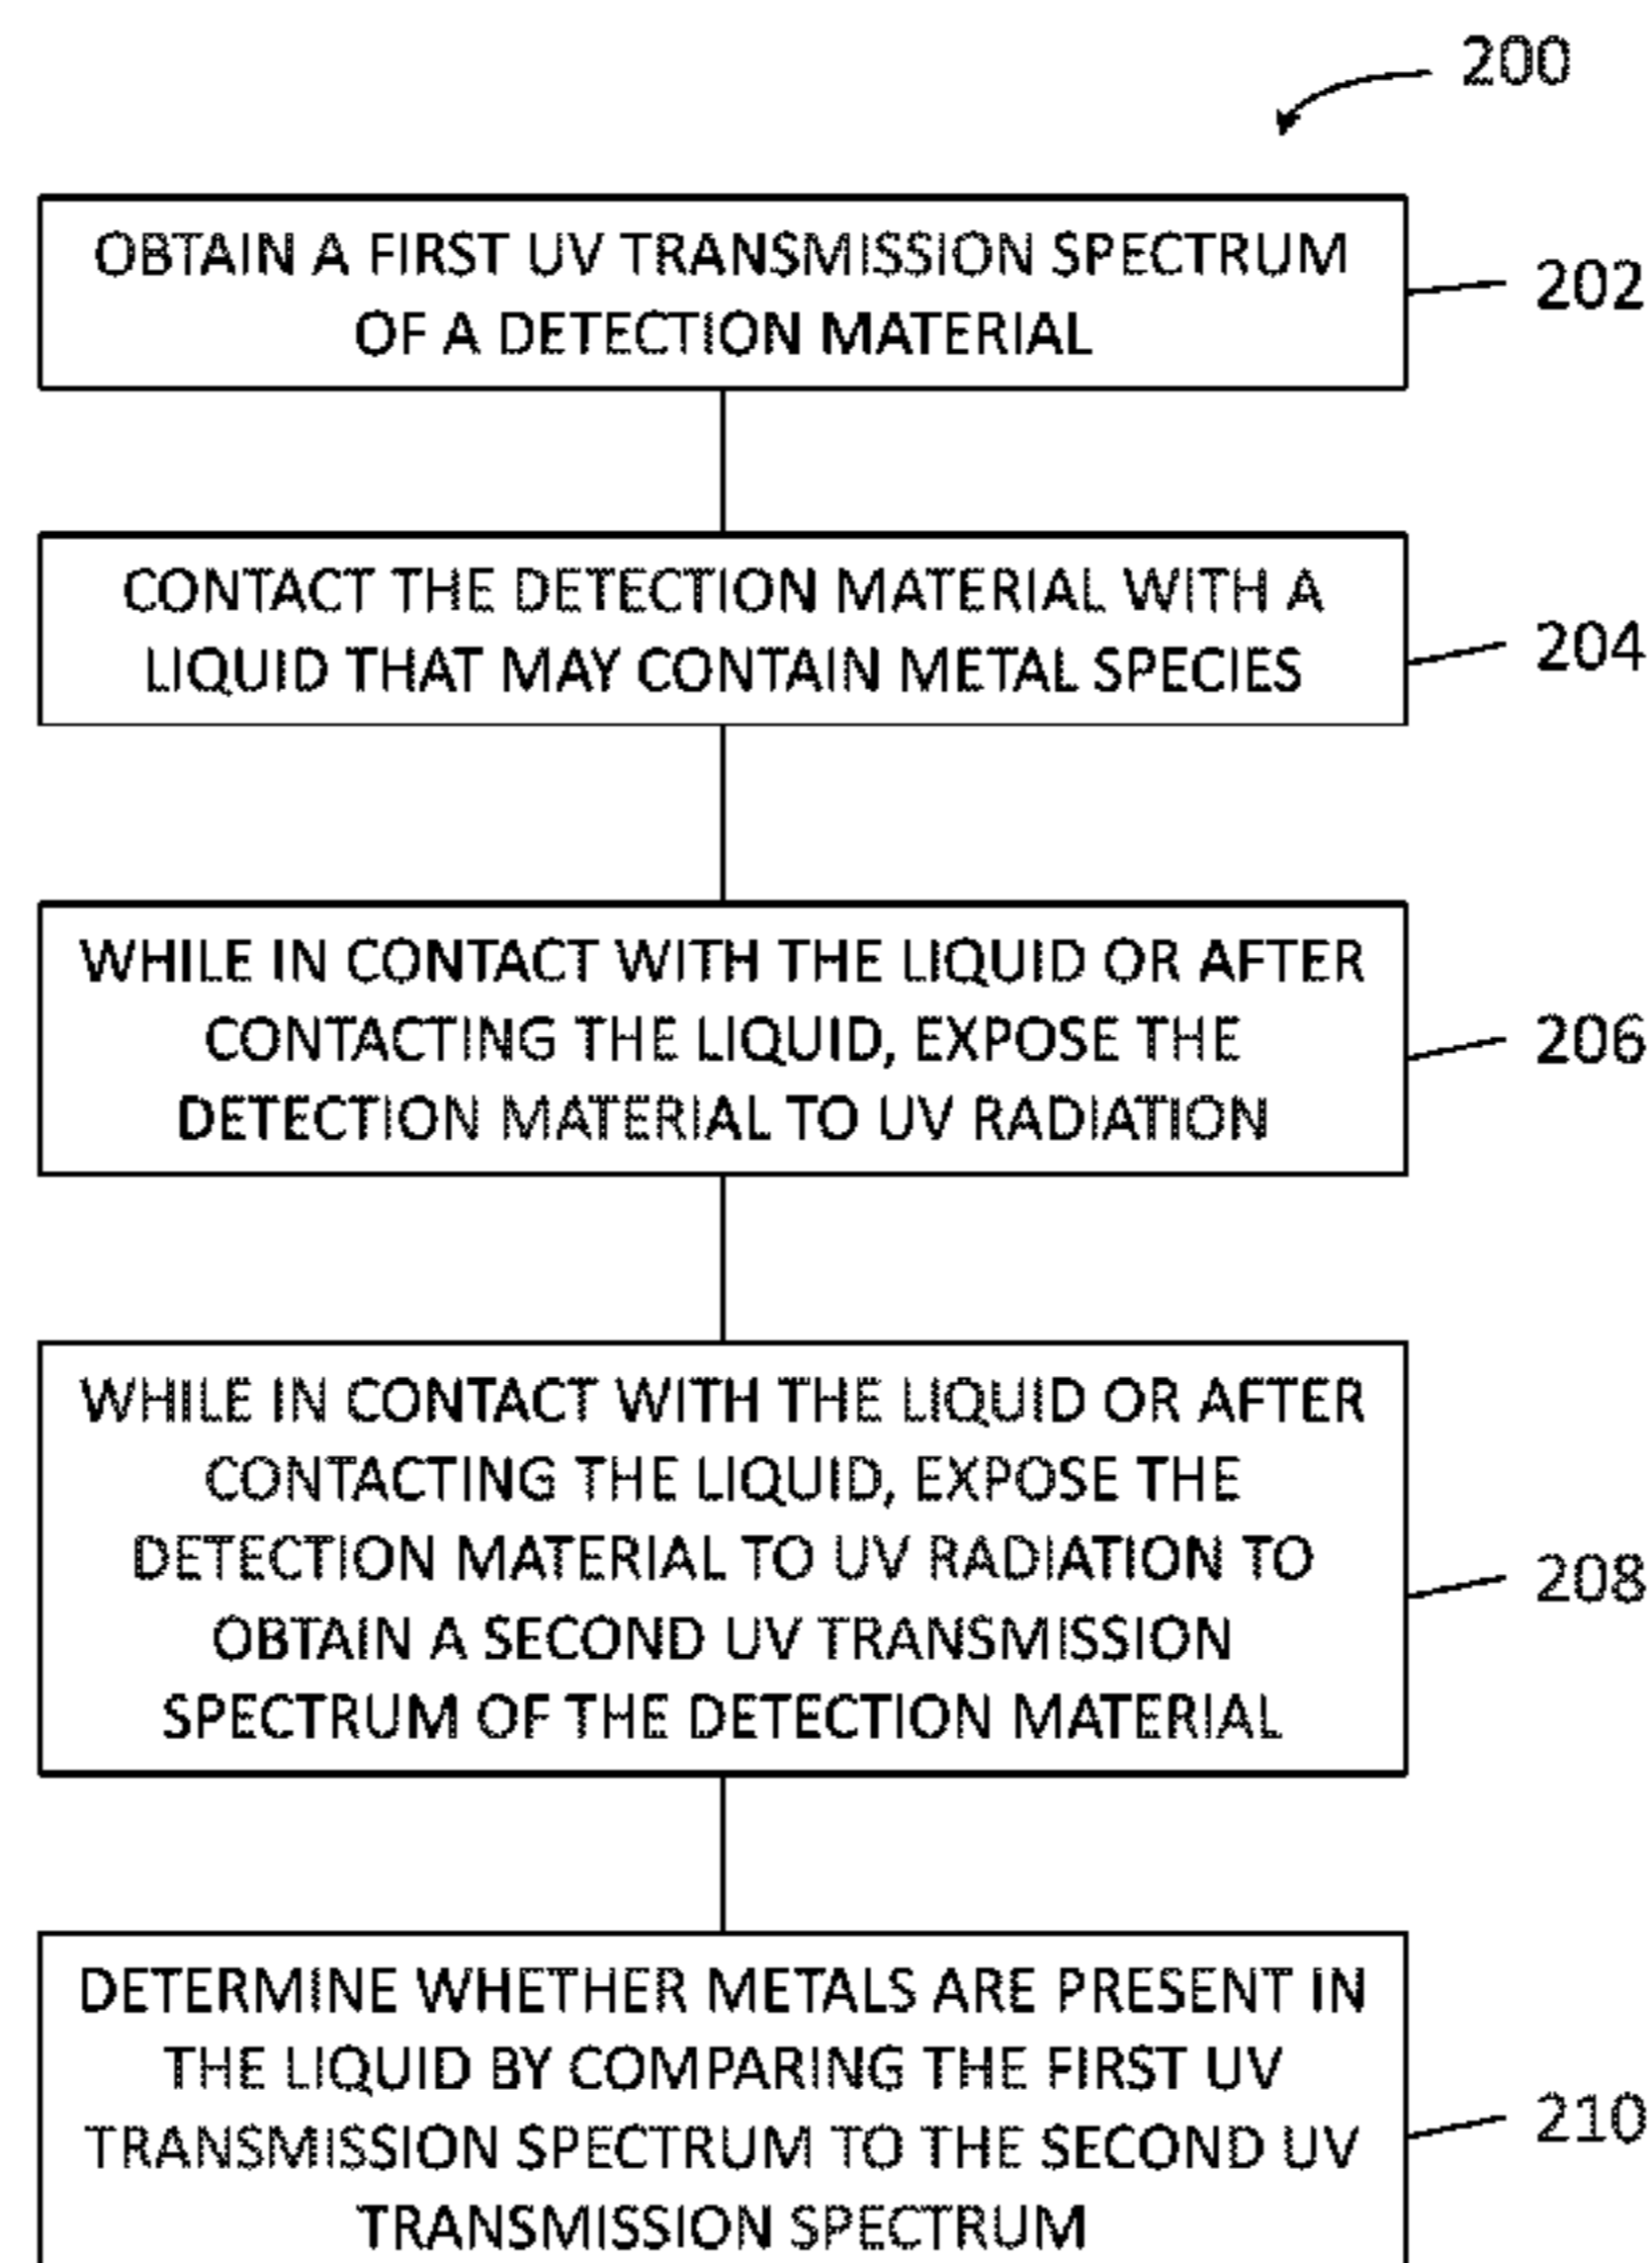 200
OBTAIN A FIRST UV TRANSMISSION SPECTRUM
OF A DETECTION MATERIAL
202
CONTACT THE DETECTION MATERIAL WITH A
LIQUID THAT MAY CONTAIN METAL SPECIES
204
WHILE IN CONTACT WITH THE LIQUID OR AFTER
CONTACTING THE LIQUID, EXPOSE THE
DETECTION MATERIAL TO UV RADIATION
206
WHILE IN CONTACT WITH THE LIQUID OR AFTER
CONTACTING THE LIQUID, EXPOSE THE
DETECTION MATERIAL TO UV RADIATION TO
OBTAIN A SECOND UV TRANSMISSION
SPECTRUM OF THE DETECTION MATERIAL
208
DETERMINE WHETHER METALS ARE PRESENT IN
THE LIQUID BY COMPARING THE FIRST UV
TRANSMISSION SPECTRUM TO THE SECOND UV
TRANSMISSION SPECTRUM
210